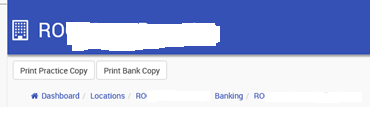 RO
Print Practice Copy Print Bank Copy
Dashboard / Locations / RO Banking / RO